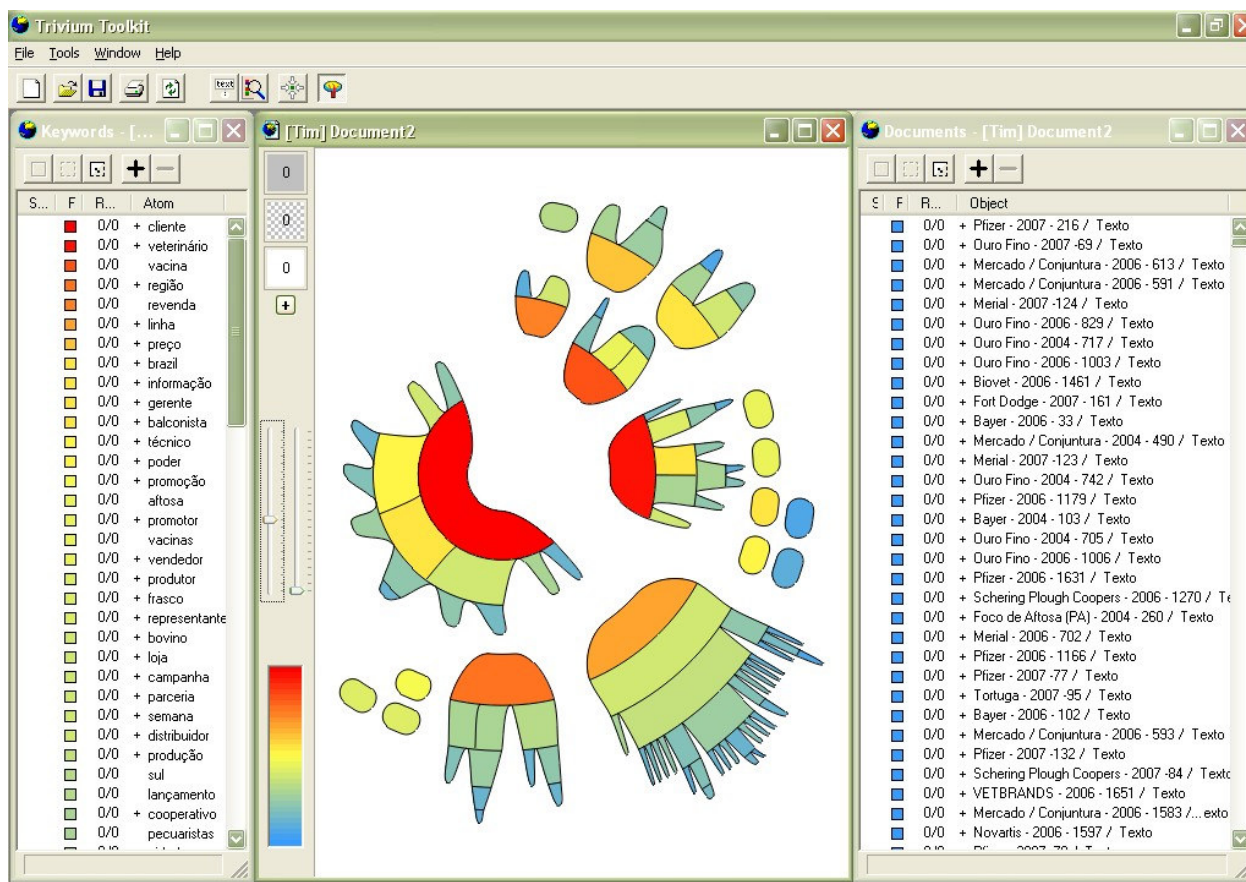 Trivium Toolkit
File Tools Window Help
text
Keywords - [...
S... F R... Atom
0/0 + cliente
0/0 + veterinário
0/0 vacina
0/0 + região
0/0 revenda
0/0 + linha
0/0 + preço
0/0 + brazil
0/0 + informação
0/0 + gerente
0/0 + balconista
0/0 + técnico
0/0 + poder
0/0 + promoção
0/0 aftosa
0/0 + promotor
0/0 vacinas
0/0 + vendedor
0/0 + produtor
0/0 + frasco
0/0 + representante
0/0 + bovino
0/0 + loja
0/0 + campanha
0/0 + parceria
0/0 + semana
0/0 + distribuidor
0/0 + produção
0/0 sul
0/0 lançamento
0/0 + cooperativo
0/0 pecuaristas
[Tim] Document2
0
0
0
+
Documents - [Tim] Document2
S F R... Object
0/0 + Pfizer - 2007 - 216 / Texto
0/0 + Ouro Fino - 2007 -69 / Texto
0/0 + Mercado / Conjuntura - 2006 - 613 / Texto
0/0 + Mercado / Conjuntura - 2006 - 591 / Texto
0/0 + Merial - 2007 -124 / Texto
0/0 + Ouro Fino - 2006 - 829 / Texto
0/0 + Ouro Fino - 2004 - 717 / Texto
0/0 + Ouro Fino - 2006 - 1003 / Texto
0/0 + Biovet - 2006 - 1461 / Texto
0/0 + Fort Dodge - 2007 - 161 / Texto
0/0 + Bayer - 2006 - 33 / Texto
0/0 + Mercado / Conjuntura - 2004 - 490 / Texto
0/0 + Merial - 2007 -123 / Texto
0/0 + Ouro Fino - 2004 - 742 / Texto
0/0 + Pfizer - 2006 - 1179 / Texto
0/0 + Bayer - 2004 - 103 / Texto
0/0 + Ouro Fino - 2004 - 705 / Texto
0/0 + Ouro Fino - 2006 - 1006 / Texto
0/0 + Pfizer - 2006 - 1631 / Texto
0/0 + Schering Plough Coopers - 2006 - 1270 / Te
0/0 + Foco de Aftosa (PA) - 2004 - 260 / Texto
0/0 + Merial - 2006 - 702 / Texto
0/0 + Pfizer - 2006 - 1166 / Texto
0/0 + Pfizer - 2007 -77 / Texto
0/0 + Tortuga - 2007 -95 / Texto
0/0 + Bayer - 2006 - 102 / Texto
0/0 + Mercado / Conjuntura - 2006 - 593 / Texto
0/0 + Pfizer - 2007 -132 / Texto
0/0 + Schering Plough Coopers - 2007 -84 / Texto
0/0 + VETBRANDS - 2006 - 1651 / Texto
0/0 + Mercado / Conjuntura - 2006 - 1583 /... exto
0/0 + Novartis - 2006 - 1597 / Texto